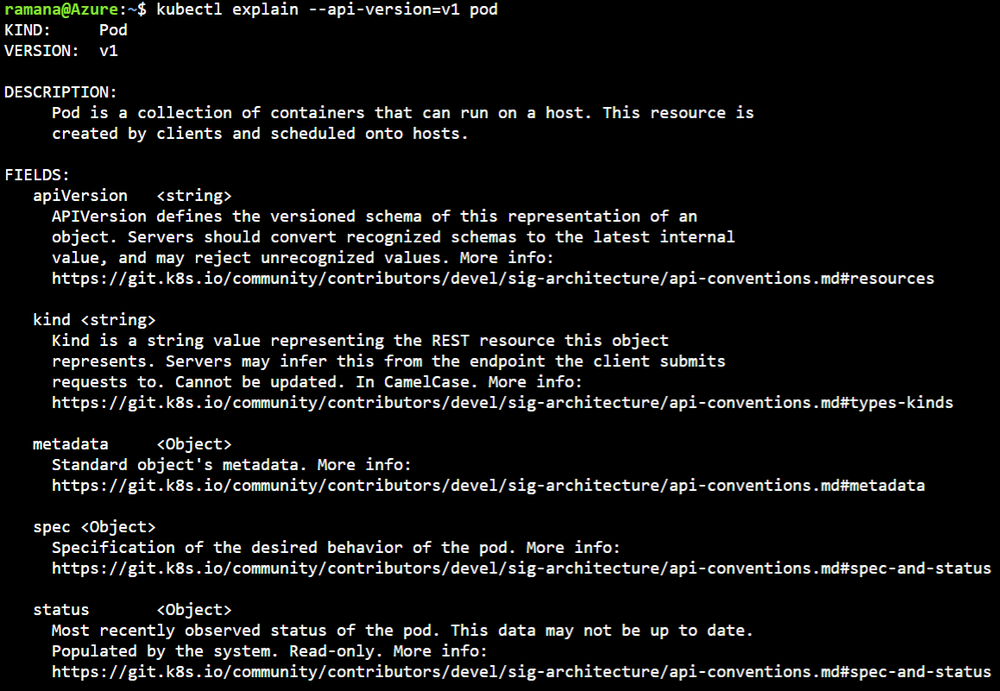 ramana@Azure:~$ kubectl explain --api-version=v1 pod
KIND:     Pod
VERSION:  v1

DESCRIPTION:
     Pod is a collection of containers that can run on a host. This resource is
     created by clients and scheduled onto hosts.

FIELDS:
   apiVersion   <string>
     APIVersion defines the versioned schema of this representation of an
     object. Servers should convert recognized schemas to the latest internal
     value, and may reject unrecognized values. More info:
     https://git.k8s.io/community/contributors/devel/sig-architecture/api-conventions.md#resources

   kind <string>
     Kind is a string value representing the REST resource this object
     represents. Servers may infer this from the endpoint the client submits
     requests to. Cannot be updated. In CamelCase. More info:
     https://git.k8s.io/community/contributors/devel/sig-architecture/api-conventions.md#types-kinds

   metadata     <Object>
     Standard object's metadata. More info:
     https://git.k8s.io/community/contributors/devel/sig-architecture/api-conventions.md#metadata

   spec <Object>
     Specification of the desired behavior of the pod. More info:
     https://git.k8s.io/community/contributors/devel/sig-architecture/api-conventions.md#spec-and-status

   status       <Object>
     Most recently observed status of the pod. This data may not be up to date.
     Populated by the system. Read-only. More info:
     https://git.k8s.io/community/contributors/devel/sig-architecture/api-conventions.md#spec-and-status